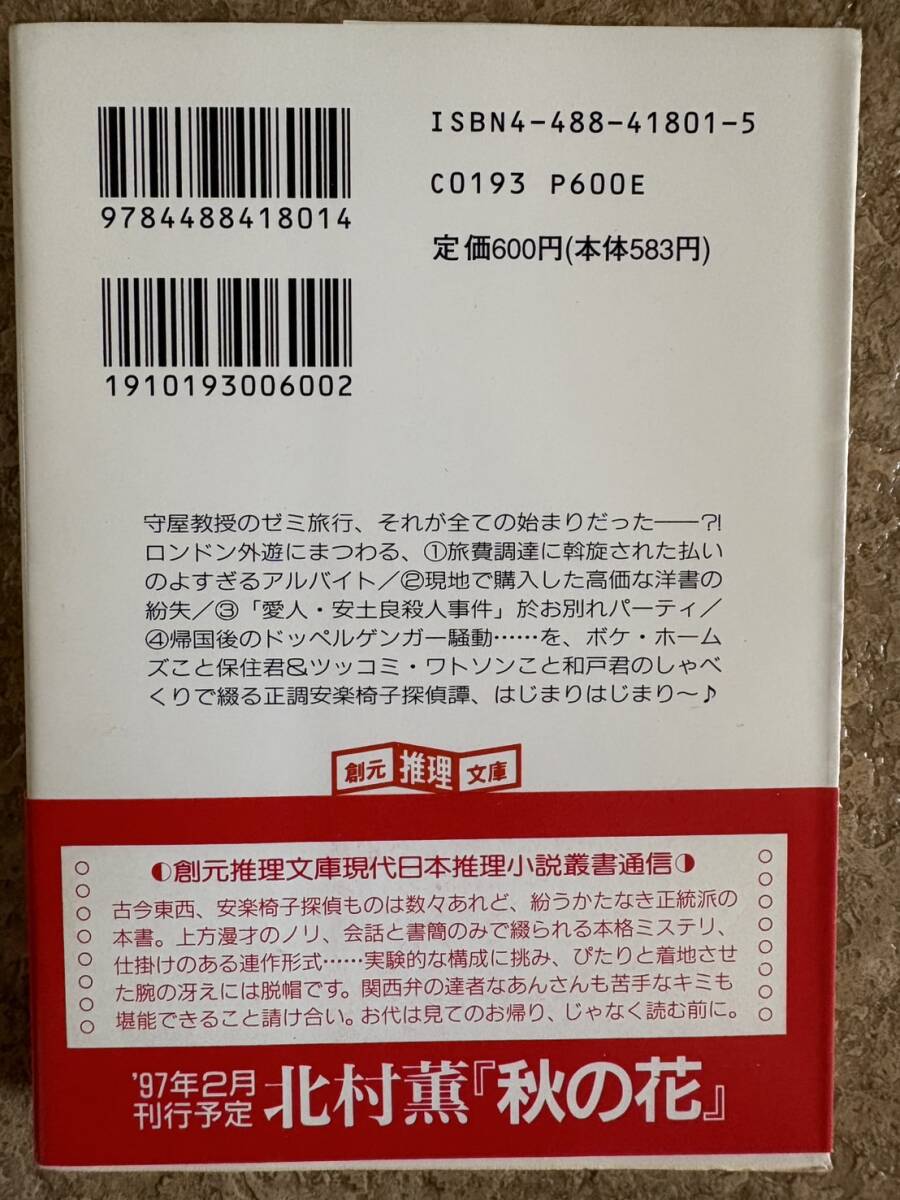 ISBN4-488-41801-5
9784488418014
C0193 P600E
定価600円(本体583円)
1910193006002
守屋教授のゼミ旅行、それが全ての始まりだった――?!
ロンドン外遊にまつわる、①旅費調達に斡旋された払い
のよすぎるアルバイト/②現地で購入した高価な洋書の
紛失/③「愛人・安土良殺人事件」於お別れパーティ/
④帰国後のドッペルゲンガー騒動……を、ボケ・ホーム
ズこと保住君&ツッコミ・ワトソンこと和戸君のしゃべ
くりで綴る正調安楽椅子探偵譚、はじまりはじまり〜♪
創元 推理 文庫
◐創元推理文庫現代日本推理小説叢書通信◑
古今東西、安楽椅子探偵ものは数々あれど、紛うかたなき正統派の
本書。上方漫才のノリ、会話と書簡のみで綴られる本格ミステリ、
仕掛けのある連作形式……実験的な構成に挑み、ぴたりと着地させ
た腕の冴えには脱帽です。関西弁の達者なあんさんも苦手なキミも
堪能できること請け合い。お代は見てのお帰り、じゃなく読む前に。
'97年2月
刊行予定
北村薫『秋の花』